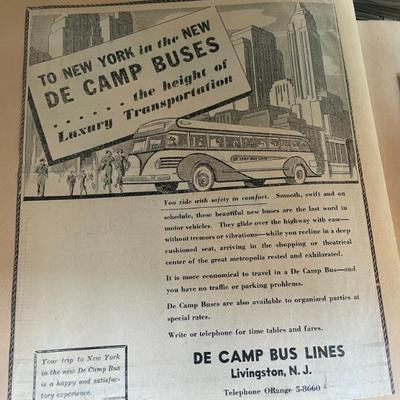 TO NEW YORK in the NEW
DE CAMP BUSES
...... the height of
Luxury Transportation
DE CAMP BUS LINES
You ride with safety in comfort. Smooth, swift and on
schedule, these beautiful new buses are the last word in
motor vehicles. They glide over the highway with ease—
without tremors or vibrations—while you recline in a deep
cushioned seat, arriving in the shopping or theatrical
center of the great metropolis rested and exhilarated.
It is more economical to travel in a De Camp Bus—and
you have no traffic or parking problems.
De Camp Buses are also available to organized parties at
special rates.
Write or telephone for time tables and fares.
Your trip to New York
in the new De Camp Bus
is a happy and satisfac-
tory experience.
DE CAMP BUS LINES
Livingston, N. J.
Telephone ORange 5-8660